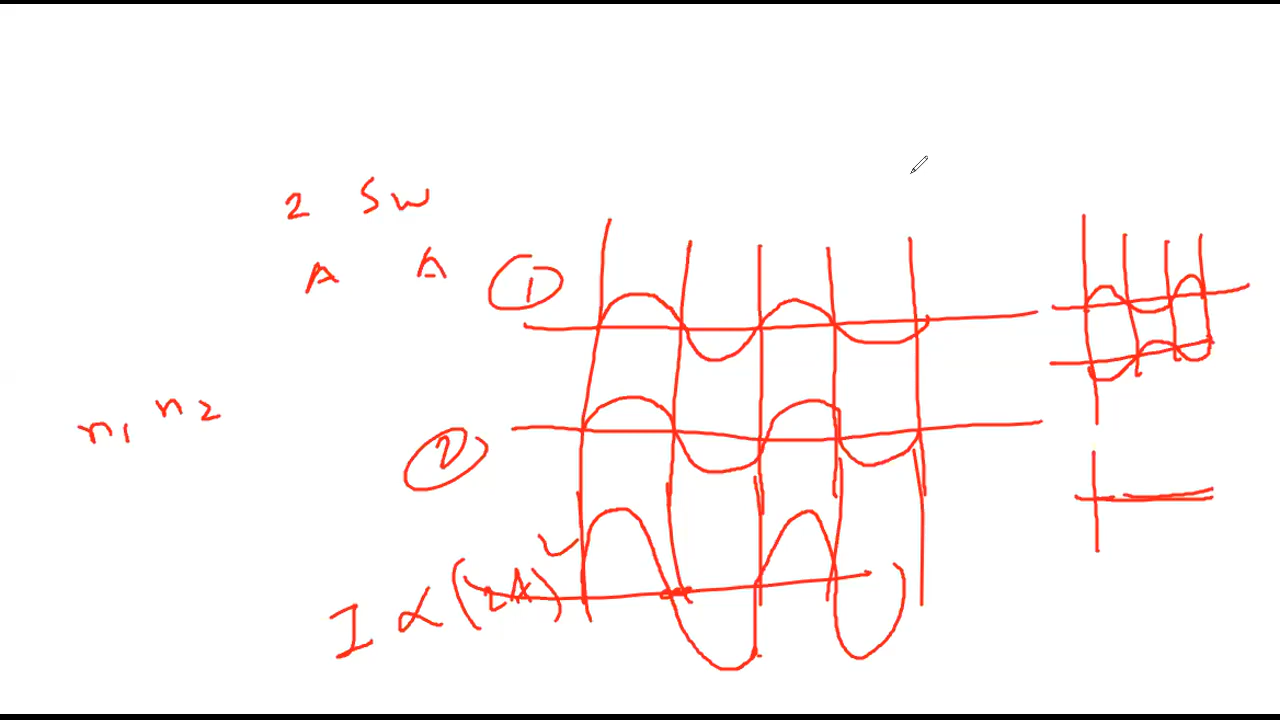 2 SW
A A ①
n1 n2
②
I ∝ (2A)²